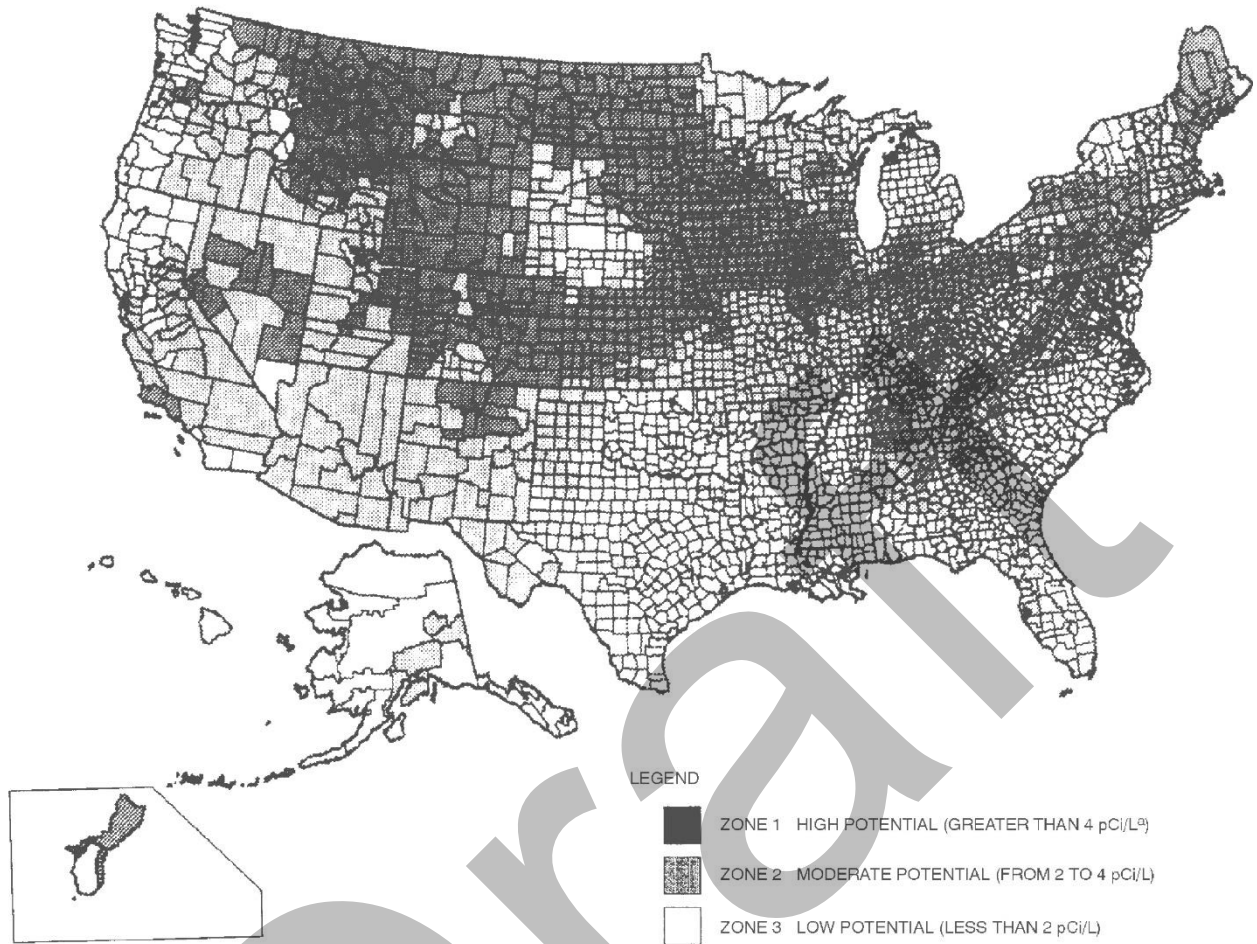 LEGEND
ZONE 1 HIGH POTENTIAL (GREATER THAN 4 pCi/Lª)
ZONE 2 MODERATE POTENTIAL (FROM 2 TO 4 pCi/L)
ZONE 3 LOW POTENTIAL (LESS THAN 2 pCi/L)
Draft